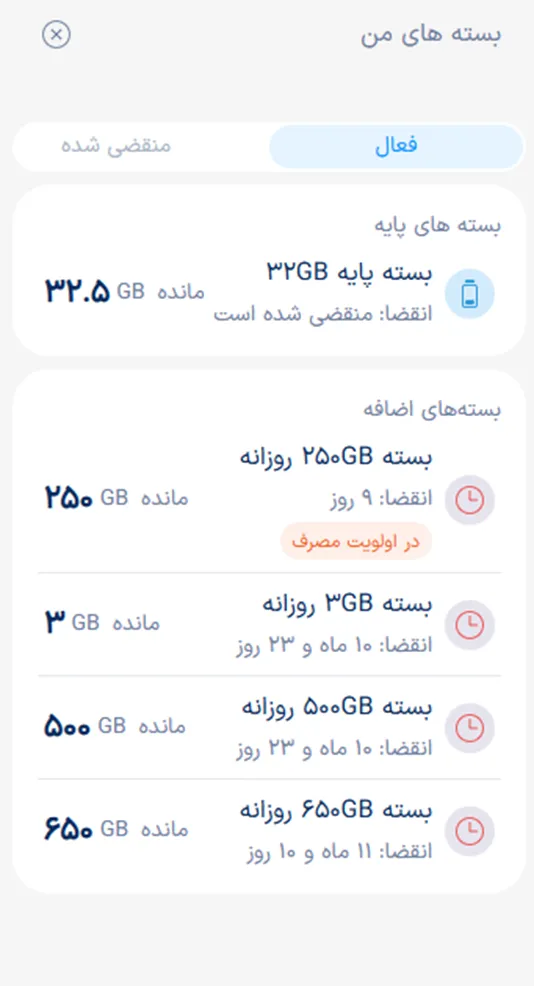 بسته های من
فعال
منقضی شده
بسته های پایه
بسته پایه ۳۲GB
انقضا: منقضی شده است
۳۲.۵ GB مانده
بسته‌های اضافه
بسته ۲۵۰GB روزانه
انقضا: ۹ روز
در اولویت مصرف
۲۵۰ GB مانده
بسته ۳GB روزانه
انقضا: ۱۰ ماه و ۲۳ روز
۳ GB مانده
بسته ۵۰۰GB روزانه
انقضا: ۱۰ ماه و ۲۳ روز
۵۰۰ GB مانده
بسته ۶۵۰GB روزانه
انقضا: ۱۱ ماه و ۱۰ روز
۶۵۰ GB مانده